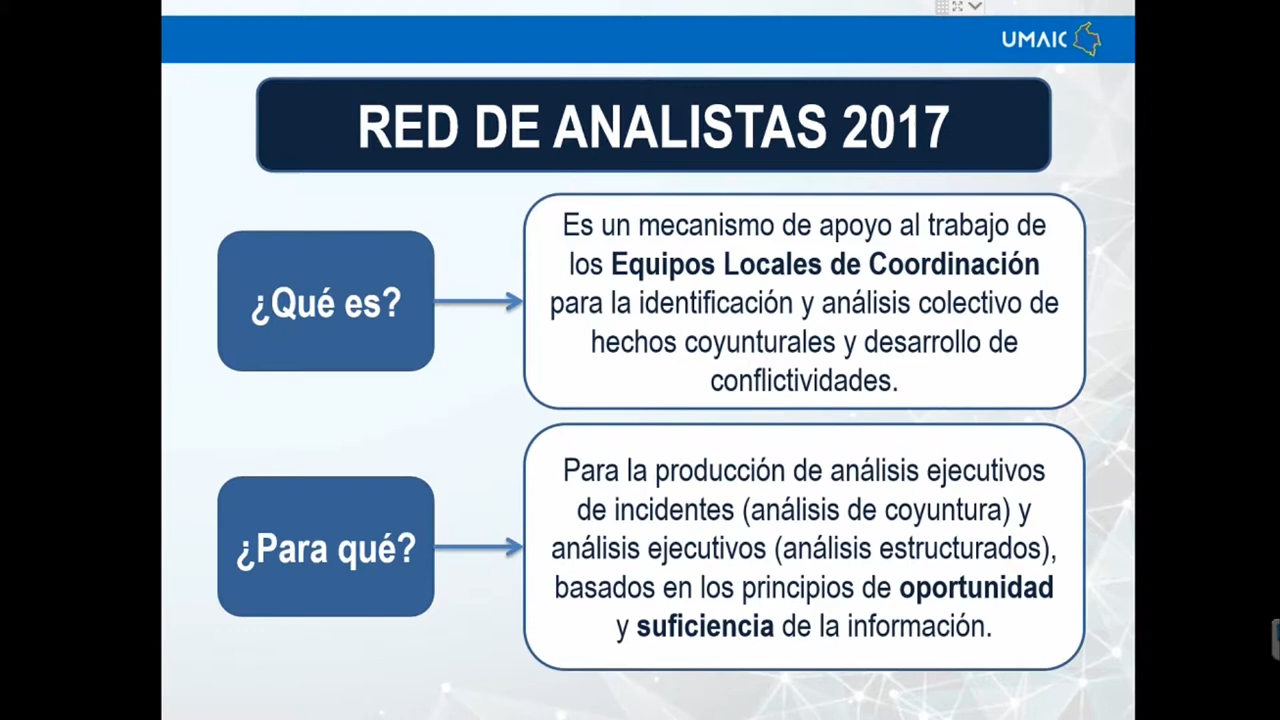 UMAIC
RED DE ANALISTAS 2017
¿Qué es?
Es un mecanismo de apoyo al trabajo de
los Equipos Locales de Coordinación
para la identificación y análisis colectivo de
hechos coyunturales y desarrollo de
conflictividades.
¿Para qué?
Para la producción de análisis ejecutivos
de incidentes (análisis de coyuntura) y
análisis ejecutivos (análisis estructurados),
basados en los principios de oportunidad
y suficiencia de la información.